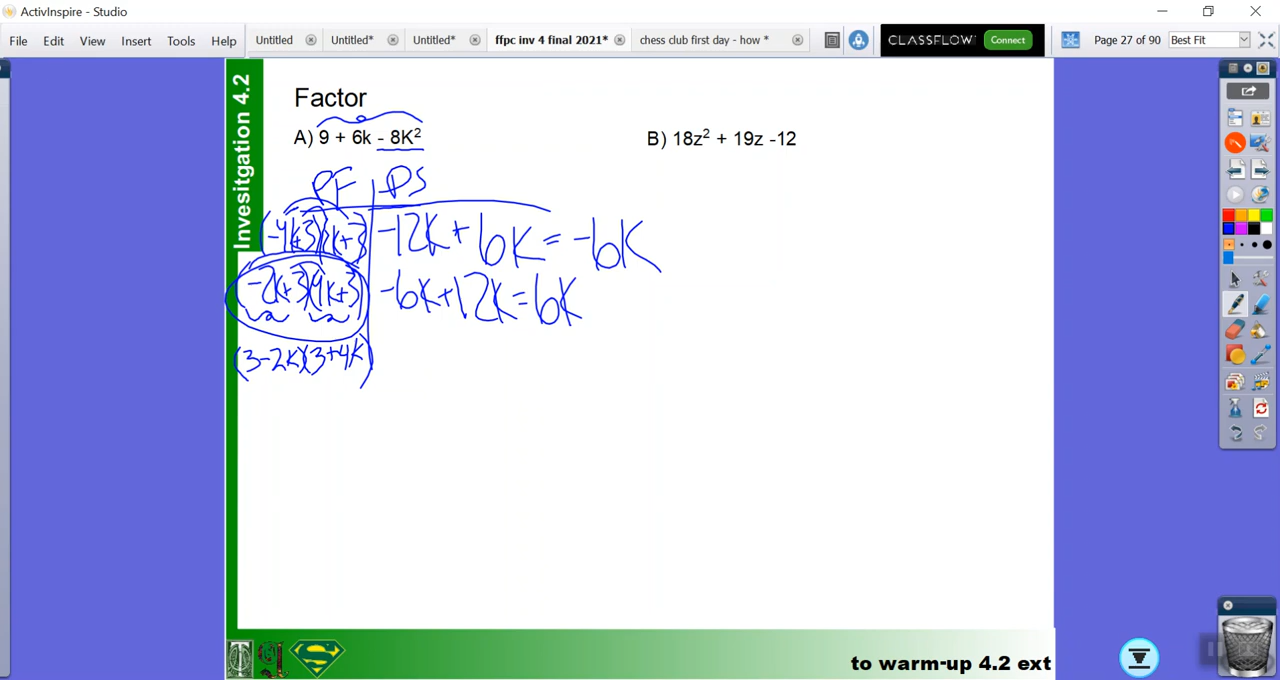 ActivInspire - Studio
File Edit View Insert Tools Help
Untitled Untitled* Untitled* ffpc inv 4 final 2021* chess club first day - how *
CLASSFLOW Connect
Page 27 of 90 Best Fit
Invesitgation 4.2
Factor
A) 9 + 6k - 8K² B) 18z² + 19z -12
PF PS
(-4k+3)(2k+3) -12k + 6k = -6k
(-2k+3)(4k+3) -6k+12k = 6k
(3-2k)(3+4k)
to warm-up 4.2 ext